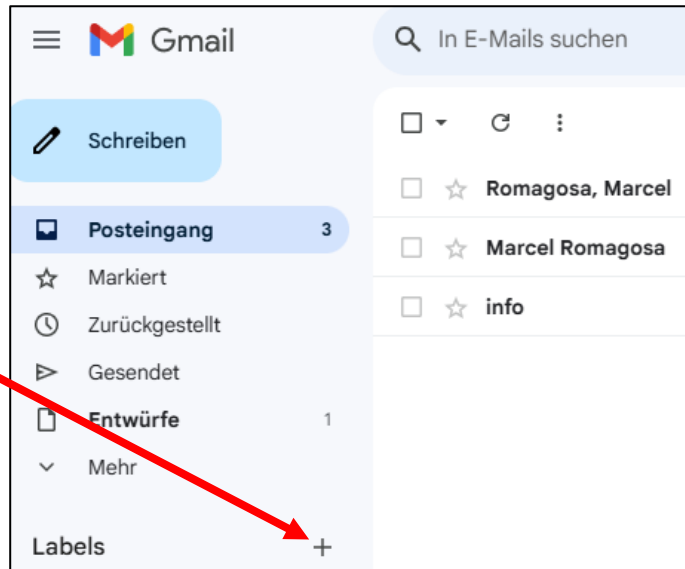 Gmail
In E-Mails suchen
Schreiben
Posteingang 3
Markiert
Zurückgestellt
Gesendet
Entwürfe 1
Mehr
Labels +
Romagosa, Marcel
Marcel Romagosa
info